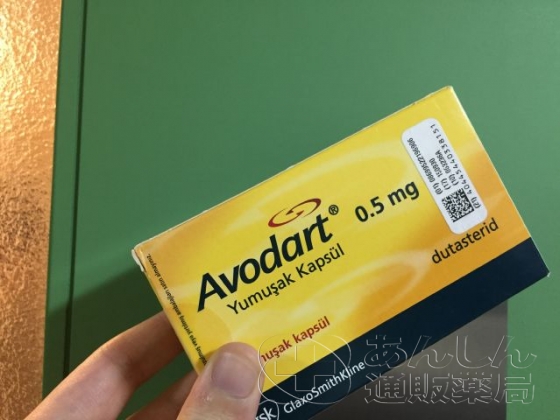 Avodart® 0.5 mg
Yumuşak Kapsül
dutasterid
muşak kapsül
GlaxoSmithKline
あんしん
通販薬局